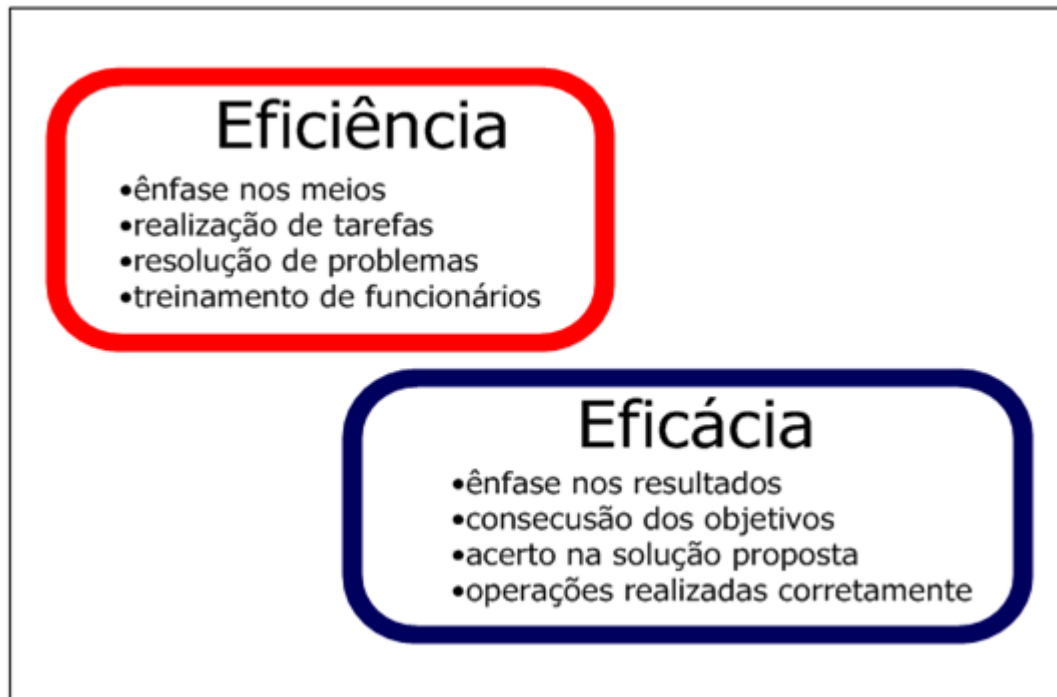 Eficiência
•ênfase nos meios
•realização de tarefas
•resolução de problemas
•treinamento de funcionários
Eficácia
•ênfase nos resultados
•consecusão dos objetivos
•acerto na solução proposta
•operações realizadas corretamente